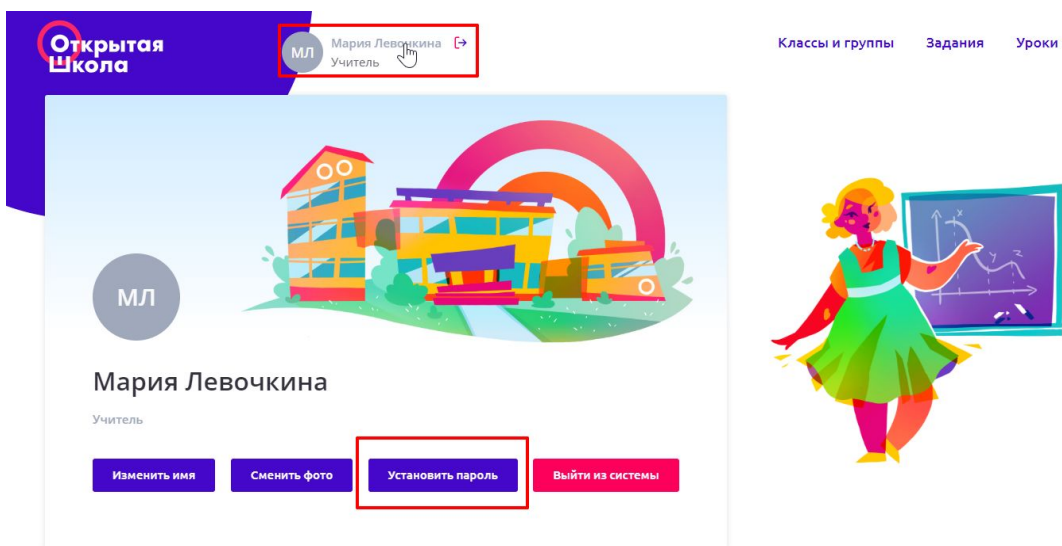 Открытая
Школа
МЛ
Мария Левочкина
Учитель
Классы и группы
Задания
Уроки
МЛ
Мария Левочкина
Учитель
Изменить имя
Сменить фото
Установить пароль
Выйти из системы
x
y
z